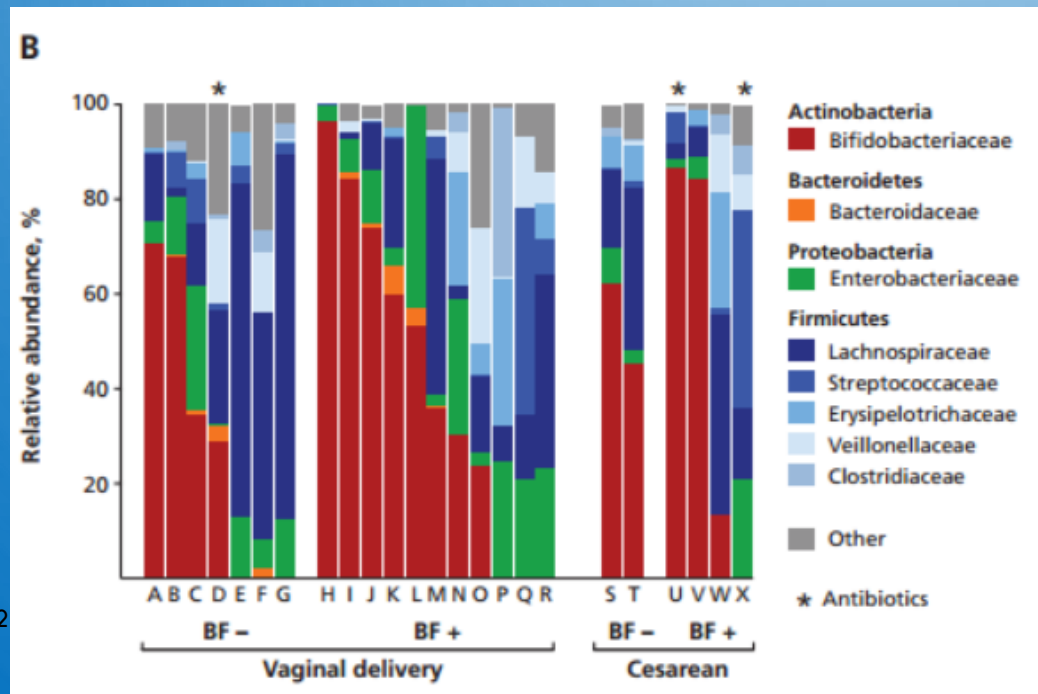 B
* * *
100
80
60
40
20
Relative abundance, %
A B C D E F G H I J K L M N O P Q R S T U V W X
BF – BF + BF – BF +
Vaginal delivery Cesarean
Actinobacteria
Bifidobacteriaceae
Bacteroidetes
Bacteroidaceae
Proteobacteria
Enterobacteriaceae
Firmicutes
Lachnospiraceae
Streptococcaceae
Erysipelotrichaceae
Veillonellaceae
Clostridiaceae
Other
* Antibiotics
2